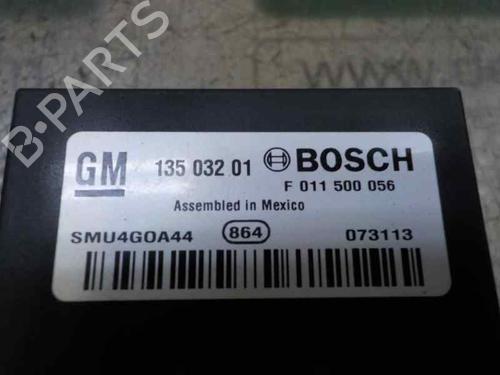 B-PARTS
GM 135 032 01 BOSCH
F 011 500 056
Assembled in Mexico
SMU4G0A44 864 073113